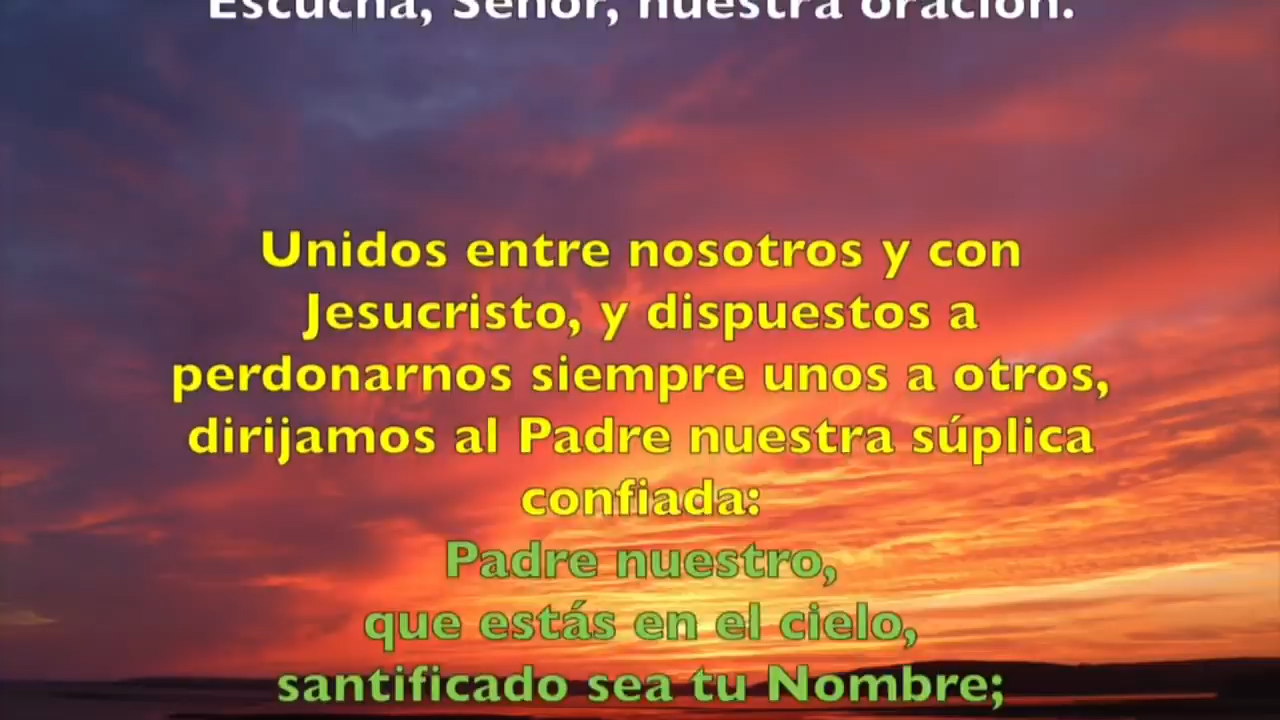 Escucha, Señor, nuestra oración.
Unidos entre nosotros y con
Jesucristo, y dispuestos a
perdonarnos siempre unos a otros,
dirijamos al Padre nuestra súplica
confiada:
Padre nuestro,
que estás en el cielo,
santificado sea tu Nombre;